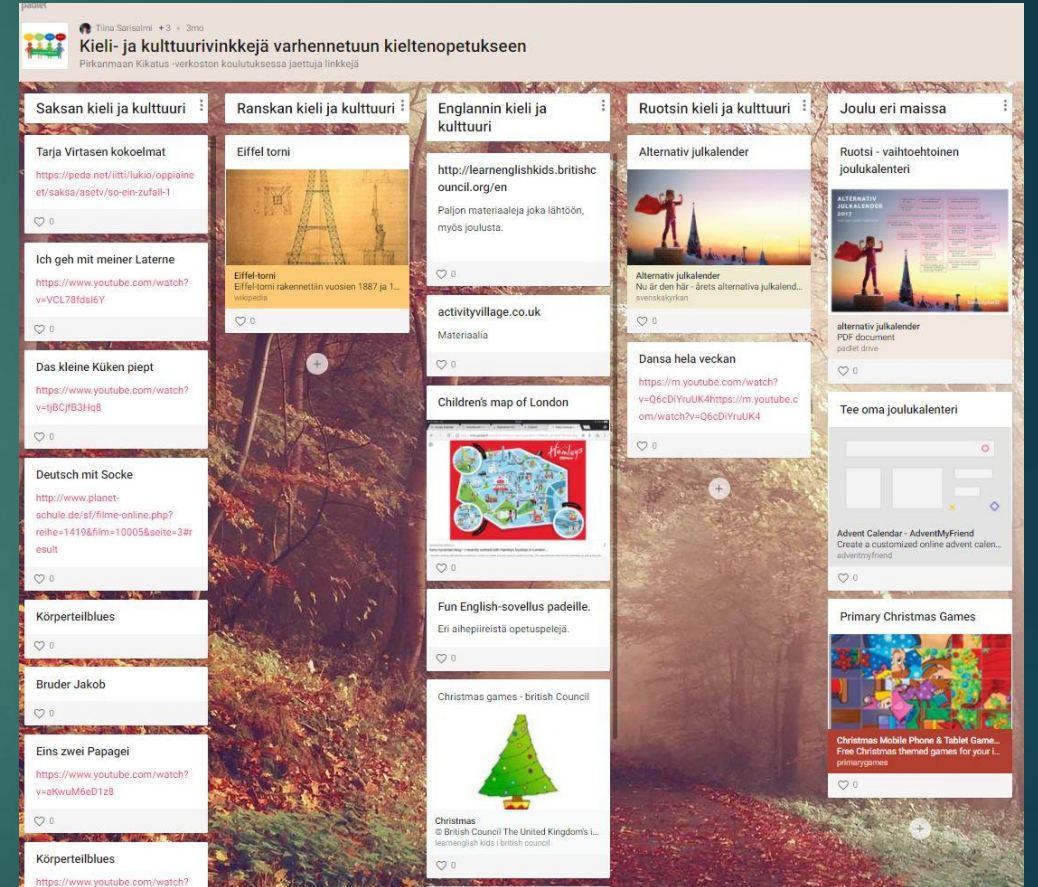 padlet
Tiina Sarisalmi +3 • 3mo
Kieli- ja kulttuurivinkkejä varhennetuun kieltenopetukseen
Pirkanmaan Kikatus -verkoston koulutuksessa jaettuja linkkejä
Saksan kieli ja kulttuuri
Tarja Virtasen kokoelmat
https://peda.net/iitti/lukio/oppiaine
et/saksa/asetv/so-ein-zufall-1
0
Ich geh mit meiner Laterne
https://www.youtube.com/watch?
v=VCL78fdsJ6Y
0
Das kleine Küken piept
https://www.youtube.com/watch?
v=tjBCjfB3Hq8
0
Deutsch mit Socke
http://www.planet-
schule.de/sf/filme-online.php?
reihe=1419&film=10005&seite=3#r
esult
0
Körperteilblues
0
Bruder Jakob
0
Eins zwei Papagei
https://www.youtube.com/watch?
v=aKwuM6eD1z8
0
Körperteilblues
https://www.youtube.com/watch?
Ranskan kieli ja kulttuuri
Eiffel torni
Eiffel-torni
Eiffel-torni rakennettiin vuosien 1887 ja 1...
wikipedia
0
Englannin kieli ja
kulttuuri
http://learnenglishkids.britishc
ouncil.org/en
Paljon materiaaleja joka lähtöön,
myös joulusta.
0
activityvillage.co.uk
Materiaalia
0
Children's map of London
Hamleys
0
Fun English-sovellus padeille.
Eri aihepiireistä opetuspelejä.
0
Christmas games - british Council
Christmas
© British Council The United Kingdom's i...
learnenglish kids | british council
0
Ruotsin kieli ja kulttuuri
Alternativ julkalender
Alternativ julkalender
Nu är den här - årets alternativa julkalend...
svenskakyrkan
0
Dansa hela veckan
https://m.youtube.com/watch?
v=Q6cDiYruUK4https://m.youtube.c
om/watch?v=Q6cDiYruUK4
0
Joulu eri maissa
Ruotsi - vaihtoehtoinen
joulukalenteri
ALTERNATIV
JULKALENDER
2017
alternativ julkalender
PDF document
padlet drive
0
Tee oma joulukalenteri
Advent Calendar - AdventMyFriend
Create a customized online advent calen...
adventmyfriend
0
Primary Christmas Games
Christmas Mobile Phone & Tablet Game...
Free Christmas themed games for your i...
primarygames
0